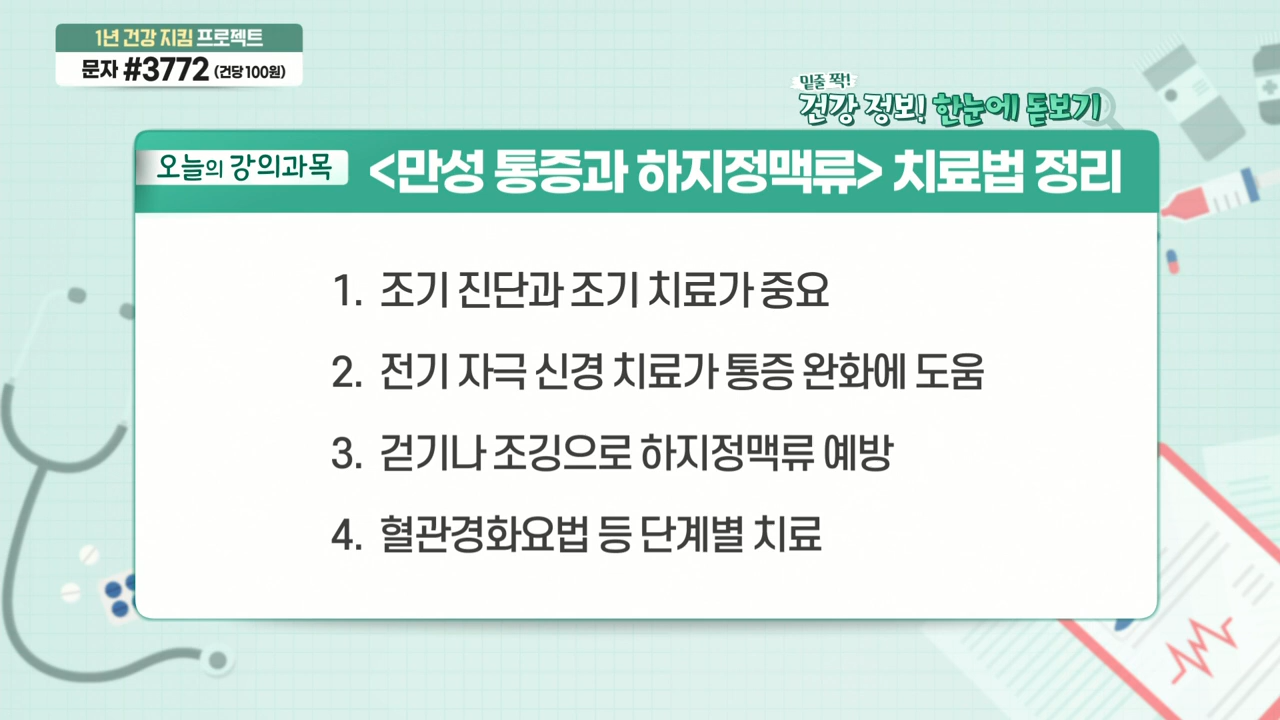 1년 건강 지킴 프로젝트
문자 #3772 (건당 100원)
밑줄 쫙!
건강 정보! 한눈에 돋보기
오늘의 강의과목 <만성 통증과 하지정맥류> 치료법 정리
1. 조기 진단과 조기 치료가 중요
2. 전기 자극 신경 치료가 통증 완화에 도움
3. 걷기나 조깅으로 하지정맥류 예방
4. 혈관경화요법 등 단계별 치료